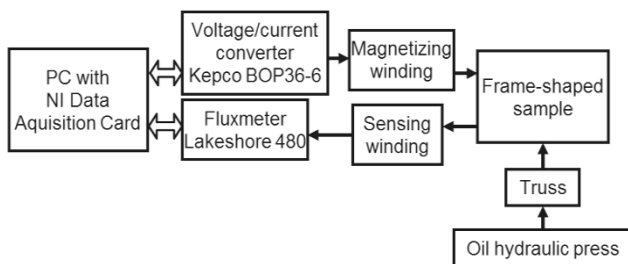 PC with
NI Data
Aquisition Card
Voltage/current
converter
Kepco BOP36-6
Magnetizing
winding
Frame-shaped
sample
Fluxmeter
Lakeshore 480
Sensing
winding
Truss
Oil hydraulic press